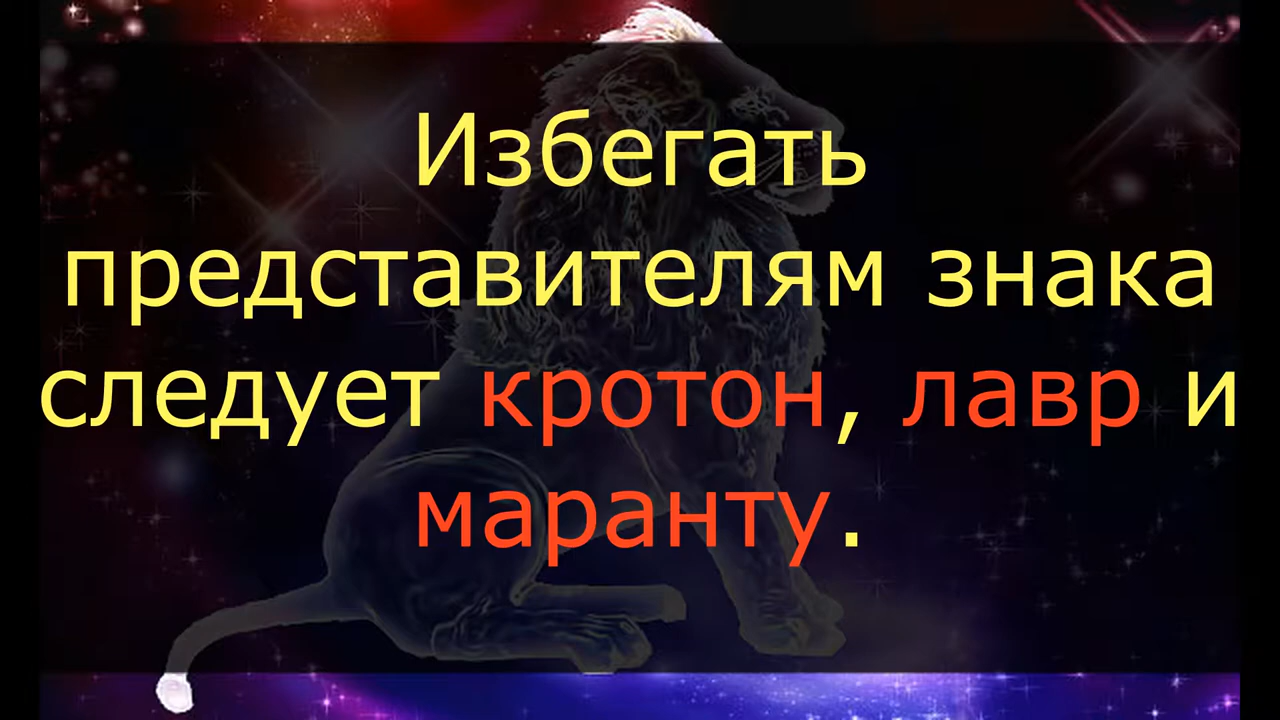 Избегать
представителям знака
следует кротон, лавр и
маранту.